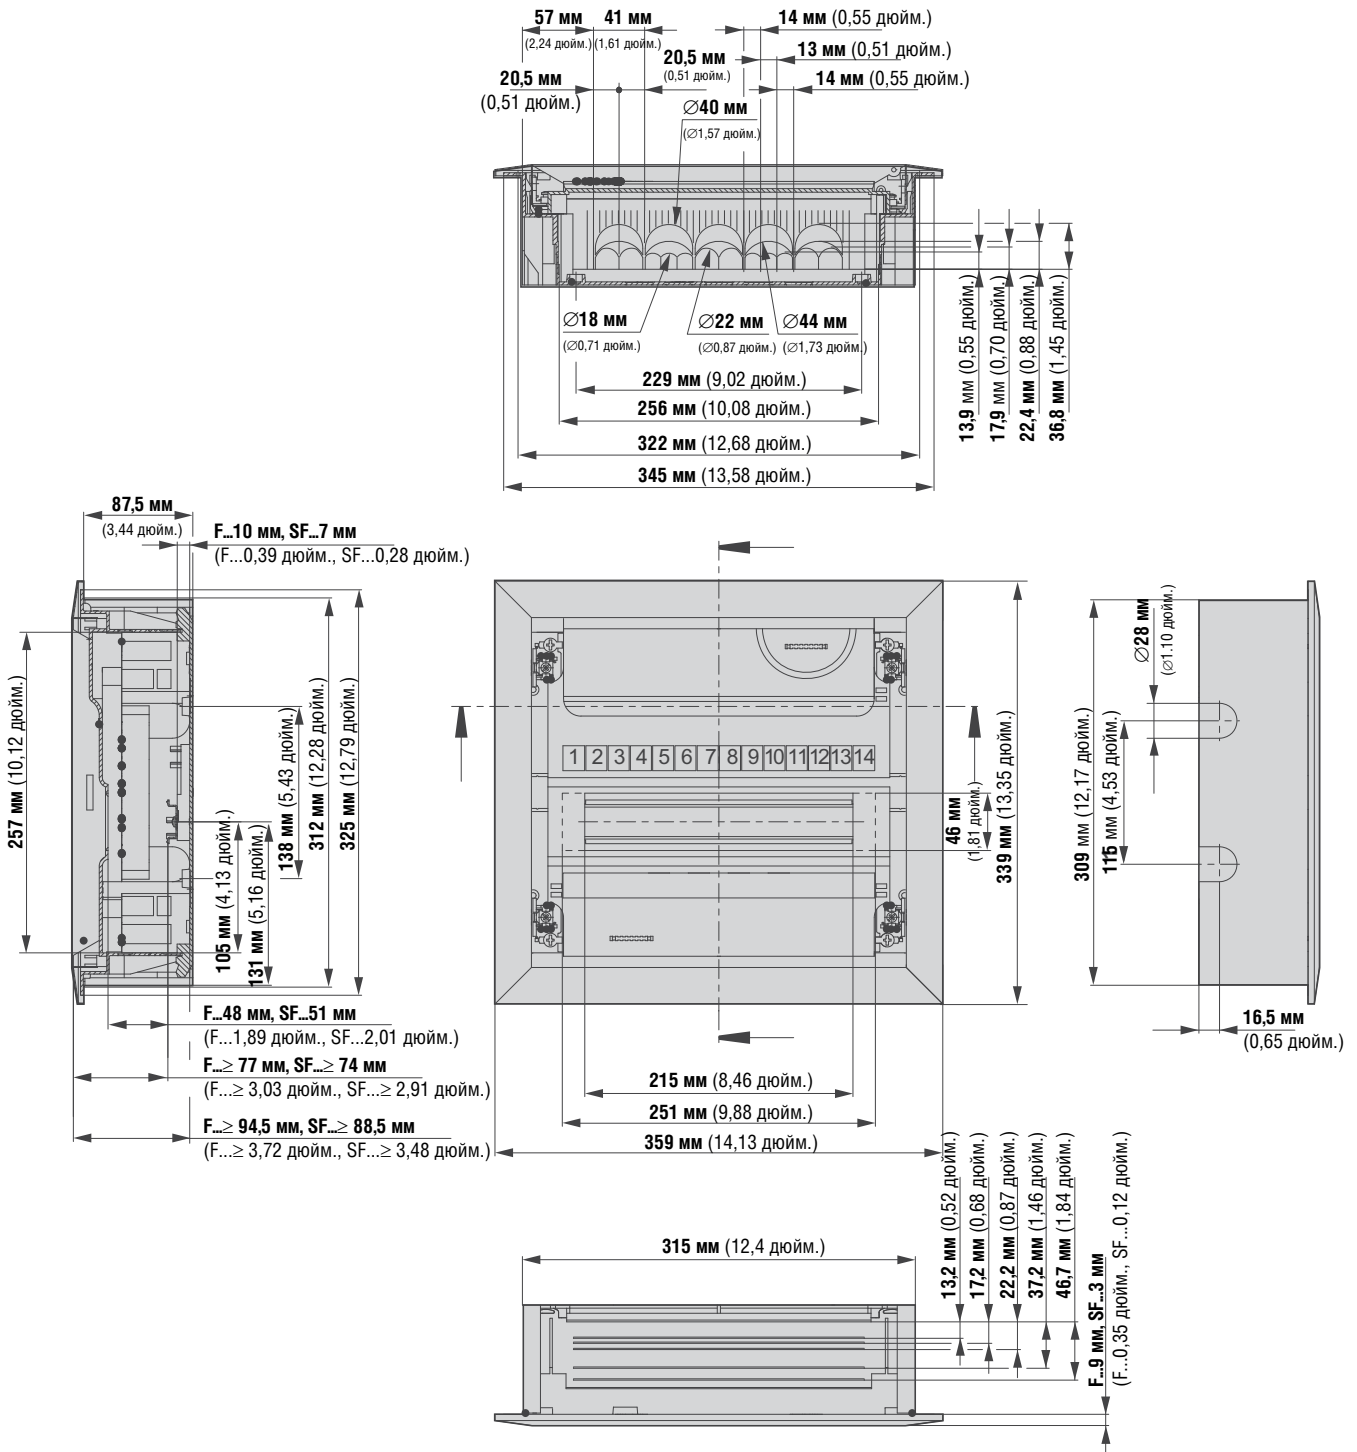 57 мм
(2,24 дюйм.)
41 мм
(1,61 дюйм.)
14 мм (0,55 дюйм.)
13 мм (0,51 дюйм.)
14 мм (0,55 дюйм.)
20,5 мм
(0,51 дюйм.)
20,5 мм
(0,51 дюйм.)
∅40 мм
(∅1,57 дюйм.)
∅18 мм
(∅0,71 дюйм.)
∅22 мм
(∅0,87 дюйм.)
∅44 мм
(∅1,73 дюйм.)
229 мм (9,02 дюйм.)
256 мм (10,08 дюйм.)
322 мм (12,68 дюйм.)
345 мм (13,58 дюйм.)
13,9 мм (0,55 дюйм.)
17,9 мм (0,70 дюйм.)
22,4 мм (0,88 дюйм.)
36,8 мм (1,45 дюйм.)
87,5 мм
(3,44 дюйм.)
F...10 мм, SF...7 мм
(F...0,39 дюйм., SF...0,28 дюйм.)
257 мм (10,12 дюйм.)
105 мм (4,13 дюйм.)
131 мм (5,16 дюйм.)
138 мм (5,43 дюйм.)
312 мм (12,28 дюйм.)
325 мм (12,79 дюйм.)
F...48 мм, SF...51 мм
(F...1,89 дюйм., SF...2,01 дюйм.)
F...≥ 77 мм, SF...≥ 74 мм
(F...≥ 3,03 дюйм., SF...≥ 2,91 дюйм.)
F...≥ 94,5 мм, SF...≥ 88,5 мм
(F...≥ 3,72 дюйм., SF...≥ 3,48 дюйм.)
1 2 3 4 5 6 7 8 9 10 11 12 13 14
46 мм
(1,81 дюйм.)
339 мм (13,35 дюйм.)
215 мм (8,46 дюйм.)
251 мм (9,88 дюйм.)
359 мм (14,13 дюйм.)
∅28 мм
(∅1.10 дюйм.)
309 мм (12,17 дюйм.)
115 мм (4,53 дюйм.)
16,5 мм
(0,65 дюйм.)
315 мм (12,4 дюйм.)
13,2 мм (0,52 дюйм.)
17,2 мм (0,68 дюйм.)
22,2 мм (0,87 дюйм.)
37,2 мм (1,46 дюйм.)
46,7 мм (1,84 дюйм.)
F...9 мм, SF...3 мм
(F...0,35 дюйм., SF...0,12 дюйм.)